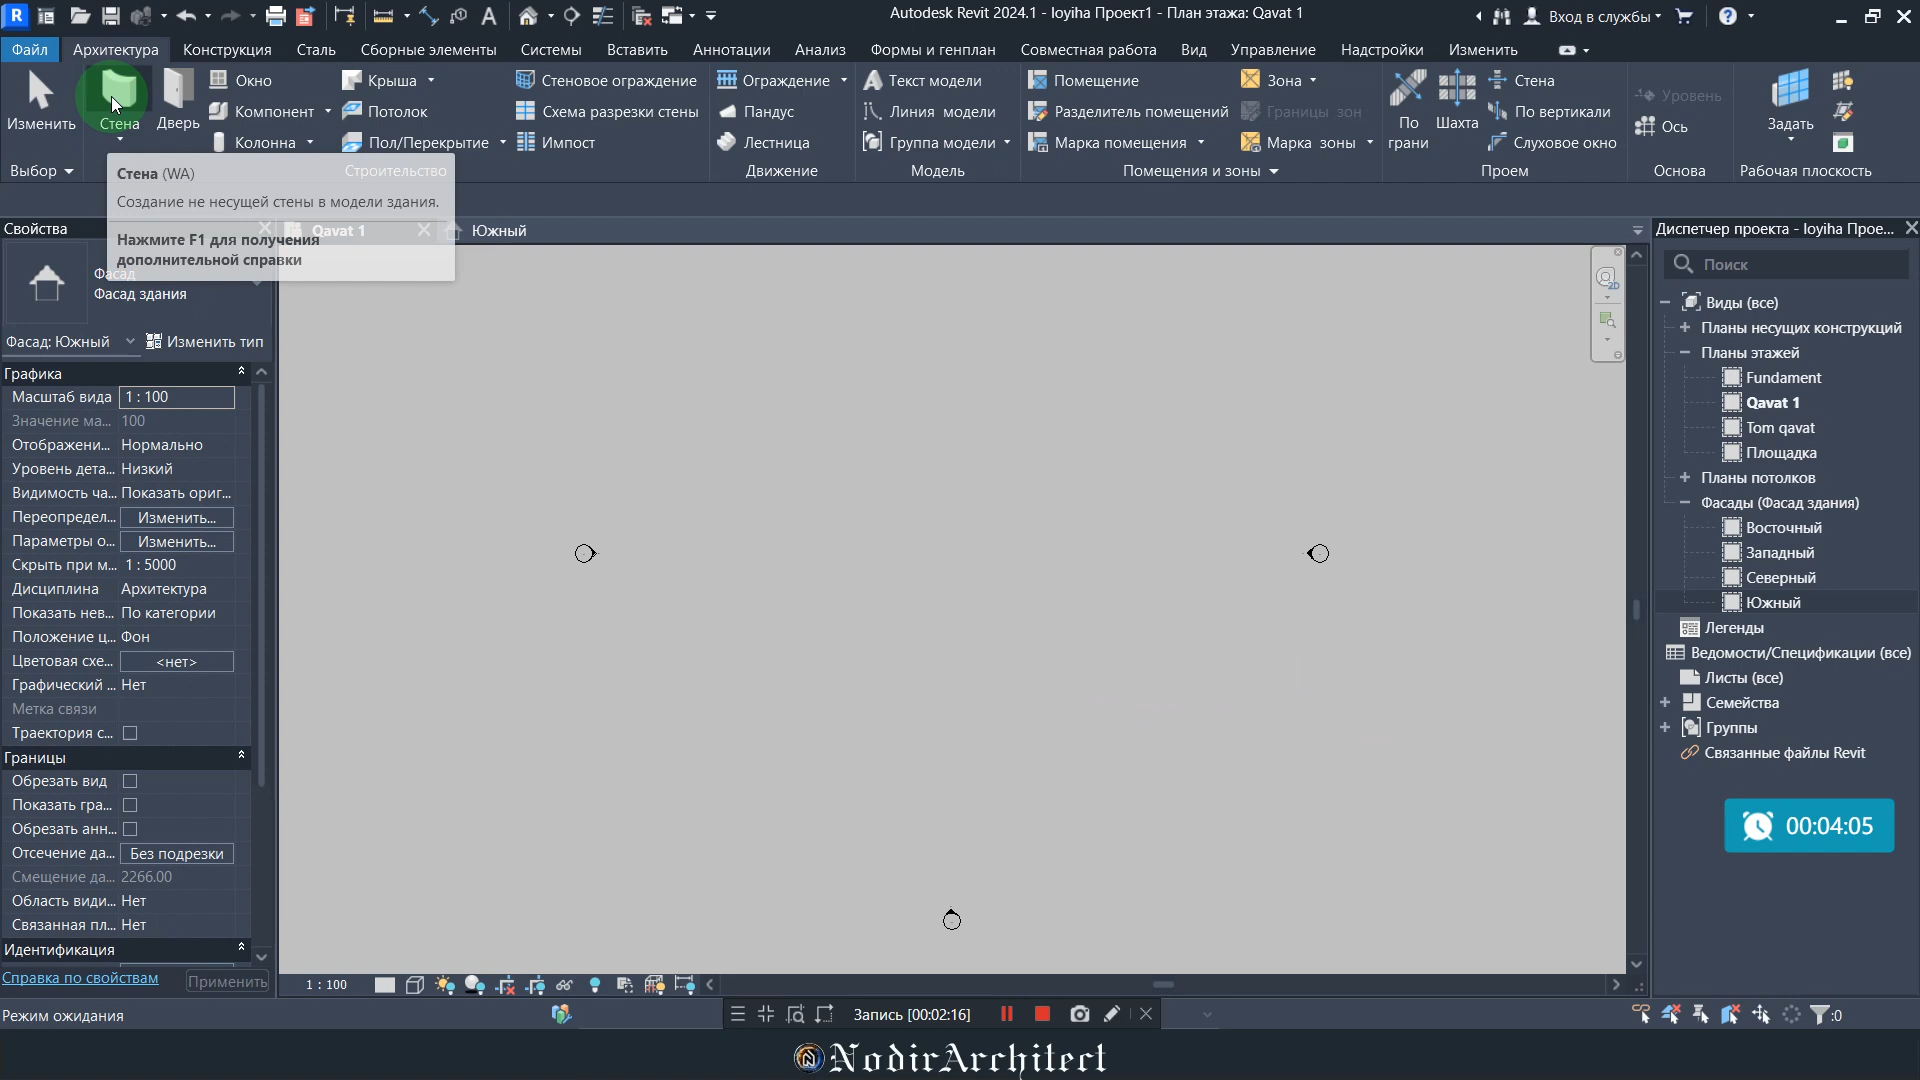 Autodesk Revit 2024.1 - loyiha Проект1 - План этажа: Qavat 1
Вход в службы
Файл Архитектура Конструкция Сталь Сборные элементы Системы Вставить Аннотации Анализ Формы и генплан Совместная работа Вид Управление Надстройки Изменить
Изменить
Стена
Дверь
Окно
Компонент
Колонна
Крыша
Потолок
Пол/Перекрытие
Стеновое ограждение
Схема разрезки стены
Импост
Ограждение
Пандус
Лестница
Текст модели
Линия модели
Группа модели
Помещение
Разделитель помещений
Марка помещения
Зона
Границы зон
Марка зоны
По
грани
Шахта
Стена
По вертикали
Слуховое окно
Уровень
Ось
Задать
Выбор Строительство Движение Модель Помещения и зоны Проем Основа Рабочая плоскость
Стена (WA)
Создание не несущей стены в модели здания.
Нажмите F1 для получения
дополнительной справки
Qavat 1
Южный
Свойства
Фасад
Фасад здания
Фасад: Южный Изменить тип
Графика
Масштаб вида 1 : 100
Значение ма... 100
Отображени... Нормально
Уровень дета... Низкий
Видимость ча... Показать ориг...
Переопредел... Изменить...
Параметры о... Изменить...
Скрыть при м... 1 : 5000
Дисциплина Архитектура
Показать нев... По категории
Положение ц... Фон
Цветовая схе... <нет>
Графический ... Нет
Метка связи
Траектория с...
Границы
Обрезать вид
Показать гра...
Обрезать анн...
Отсечение да... Без подрезки
Смещение да... 2266.00
Область види... Нет
Связанная пл... Нет
Идентификация
Справка по свойствам Применить
2D
Диспетчер проекта - loyiha Прое...
Поиск
Виды (все)
Планы несущих конструкций
Планы этажей
Fundament
Qavat 1
Tom qavat
Площадка
Планы потолков
Фасады (Фасад здания)
Восточный
Западный
Северный
Южный
Легенды
Ведомости/Спецификации (все)
Листы (все)
Семейства
Группы
Связанные файлы Revit
00:04:05
1 : 100
Режим ожидания
Запись [00:02:16]
:0
NodirArchitect